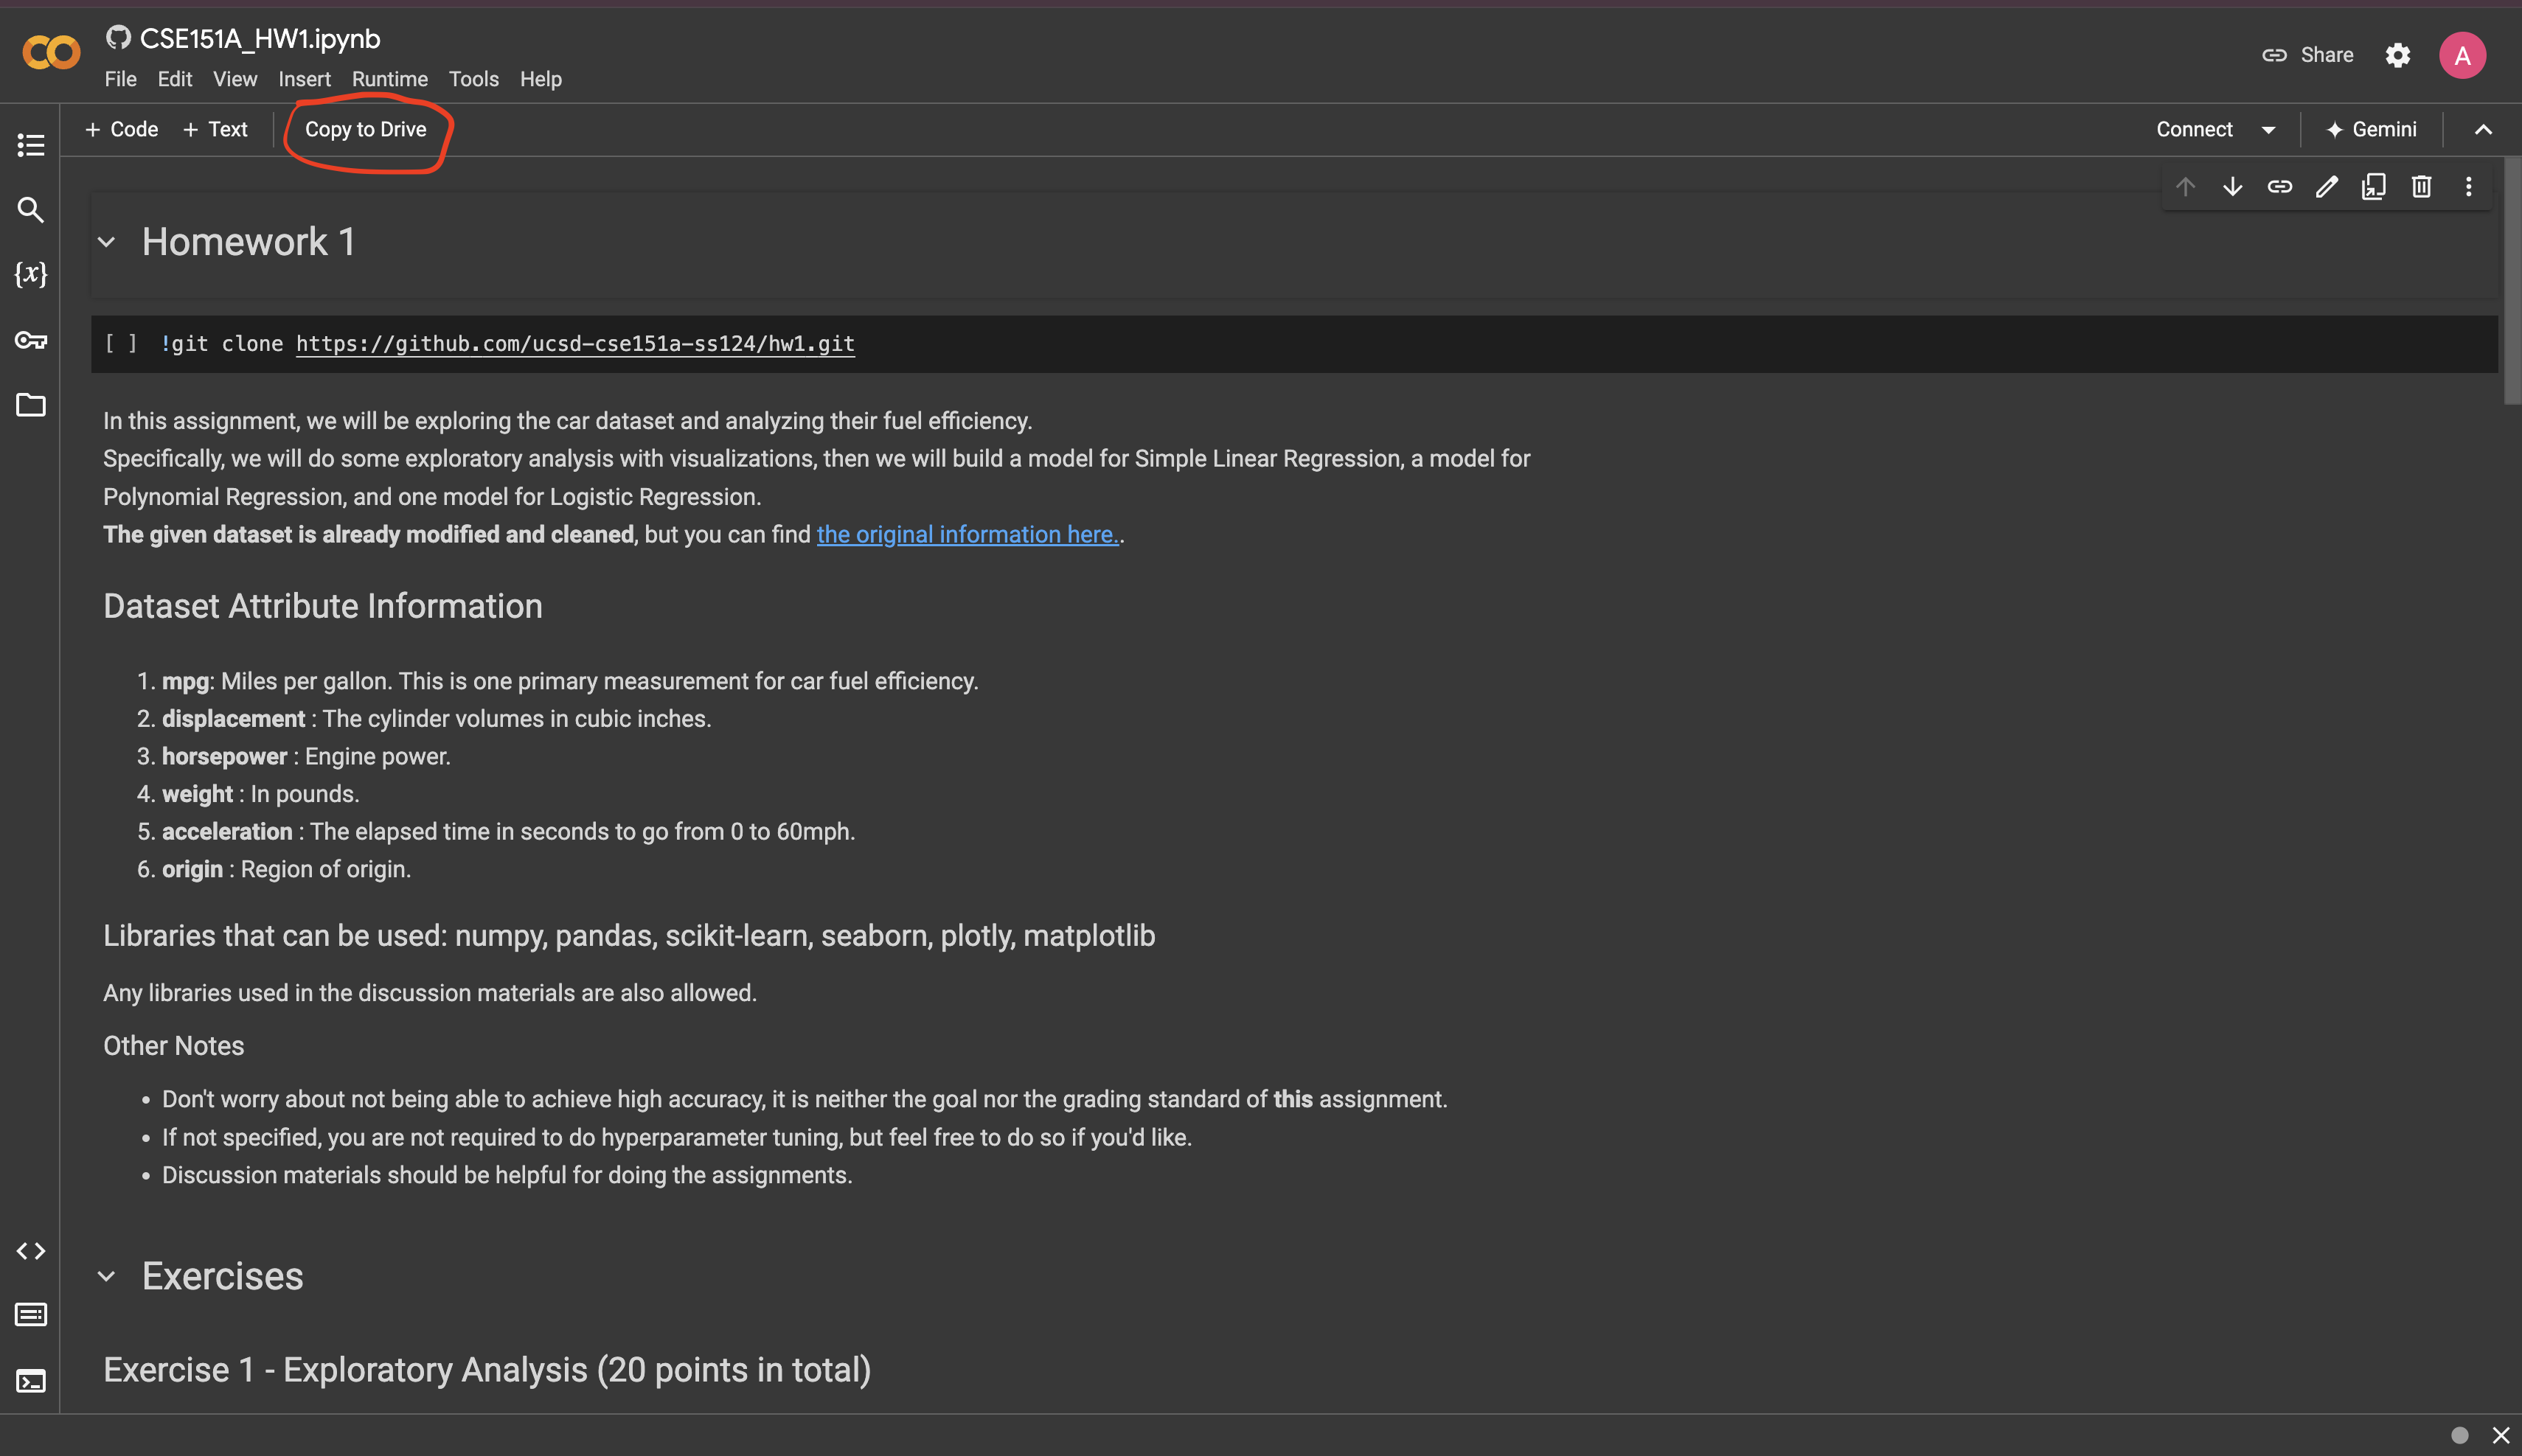 CSE151A_HW1.ipynb
File Edit View Insert Runtime Tools Help
Share
A
+ Code + Text Copy to Drive
Connect Gemini
Homework 1
{x}
[ ] !git clone https://github.com/ucsd-cse151a-ss124/hw1.git
In this assignment, we will be exploring the car dataset and analyzing their fuel efficiency.
Specifically, we will do some exploratory analysis with visualizations, then we will build a model for Simple Linear Regression, a model for
Polynomial Regression, and one model for Logistic Regression.
The given dataset is already modified and cleaned, but you can find the original information here..
Dataset Attribute Information
1. mpg: Miles per gallon. This is one primary measurement for car fuel efficiency.
2. displacement : The cylinder volumes in cubic inches.
3. horsepower : Engine power.
4. weight : In pounds.
5. acceleration : The elapsed time in seconds to go from 0 to 60mph.
6. origin : Region of origin.
Libraries that can be used: numpy, pandas, scikit-learn, seaborn, plotly, matplotlib
Any libraries used in the discussion materials are also allowed.
Other Notes
• Don't worry about not being able to achieve high accuracy, it is neither the goal nor the grading standard of this assignment.
• If not specified, you are not required to do hyperparameter tuning, but feel free to do so if you'd like.
• Discussion materials should be helpful for doing the assignments.
Exercises
Exercise 1 - Exploratory Analysis (20 points in total)